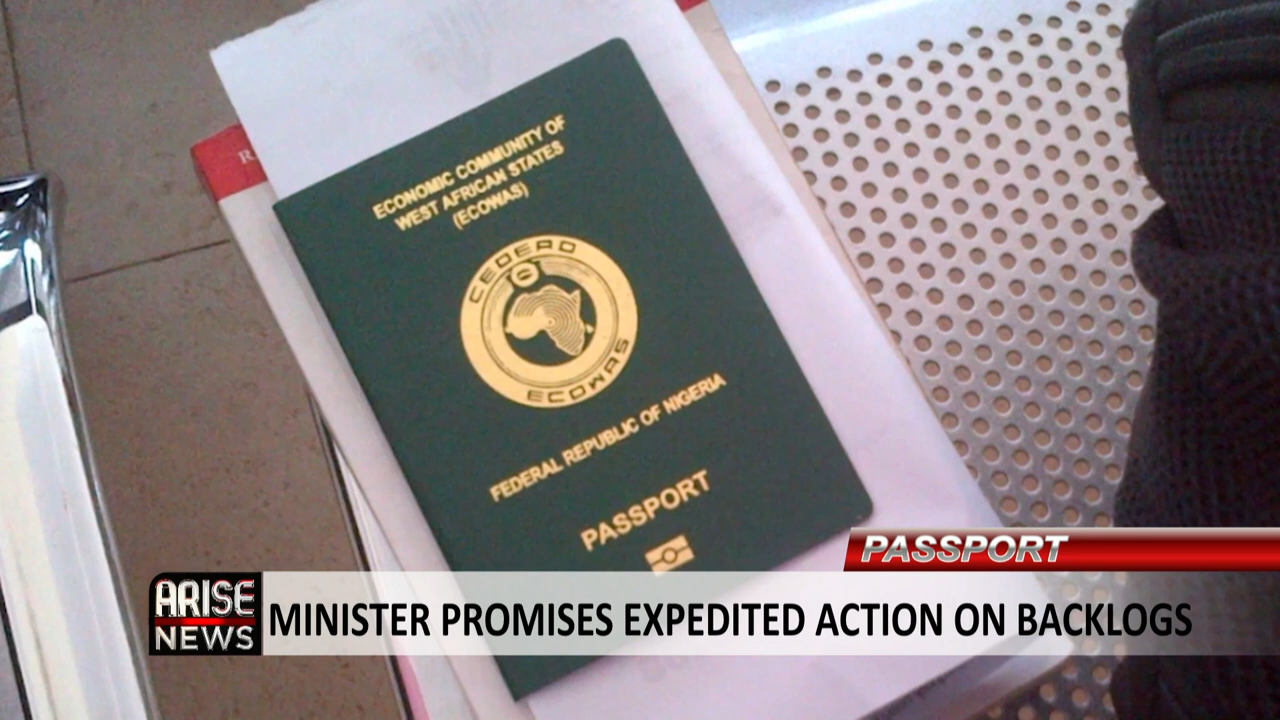 ECONOMIC COMMUNITY OF
WEST AFRICAN STATES
(ECOWAS)
CEDEAO
ECOWAS
FEDERAL REPUBLIC OF NIGERIA
PASSPORT
PASSPORT
ARISE
NEWS
MINISTER PROMISES EXPEDITED ACTION ON BACKLOGS